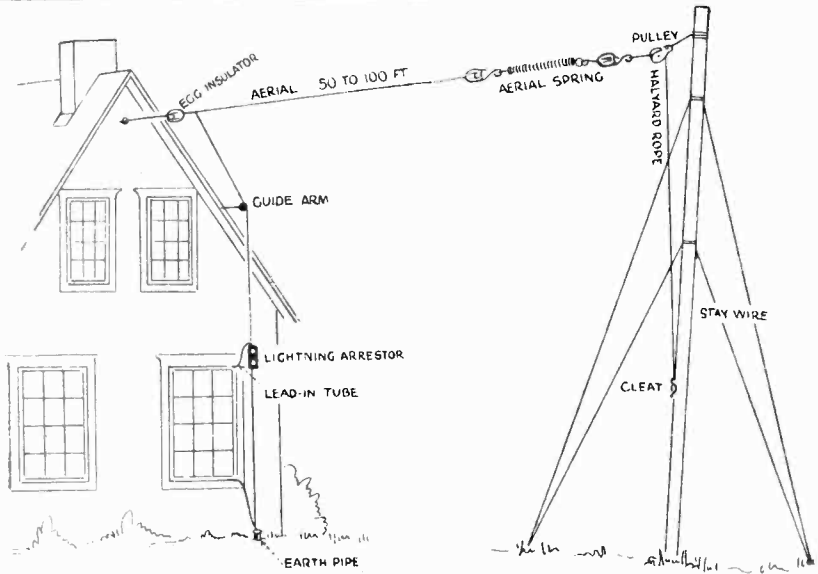 EGG INSULATOR
AERIAL 50 TO 100 FT
AERIAL SPRING
PULLEY
HALYARD ROPE
GUIDE ARM
STAY WIRE
LIGHTNING ARRESTOR
LEAD-IN TUBE
CLEAT
EARTH PIPE